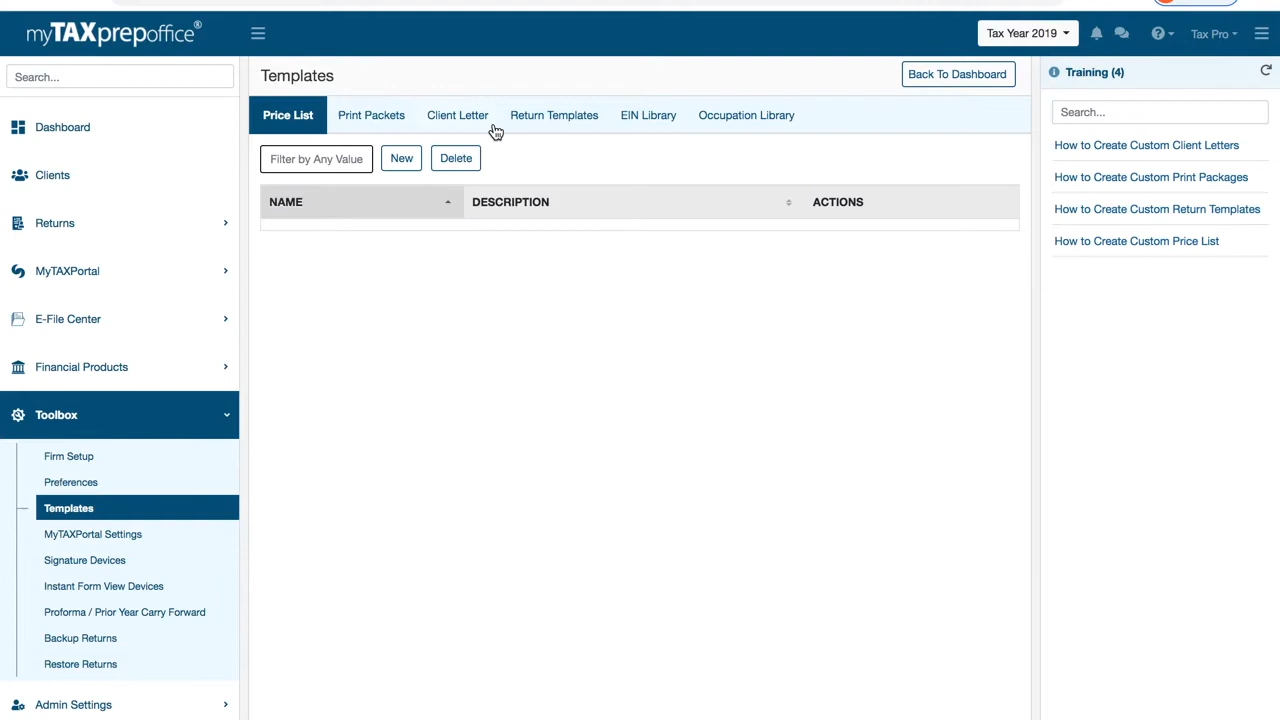 myTAXprepoffice®
Tax Year 2019
Tax Pro
Search...
Dashboard
Clients
Returns
MyTAXPortal
E-File Center
Financial Products
Toolbox
Firm Setup
Preferences
Templates
MyTAXPortal Settings
Signature Devices
Instant Form View Devices
Proforma / Prior Year Carry Forward
Backup Returns
Restore Returns
Admin Settings
Templates
Back To Dashboard
Price List Print Packets Client Letter Return Templates EIN Library Occupation Library
Filter by Any Value New Delete
NAME DESCRIPTION ACTIONS
Training (4)
Search...
How to Create Custom Client Letters
How to Create Custom Print Packages
How to Create Custom Return Templates
How to Create Custom Price List